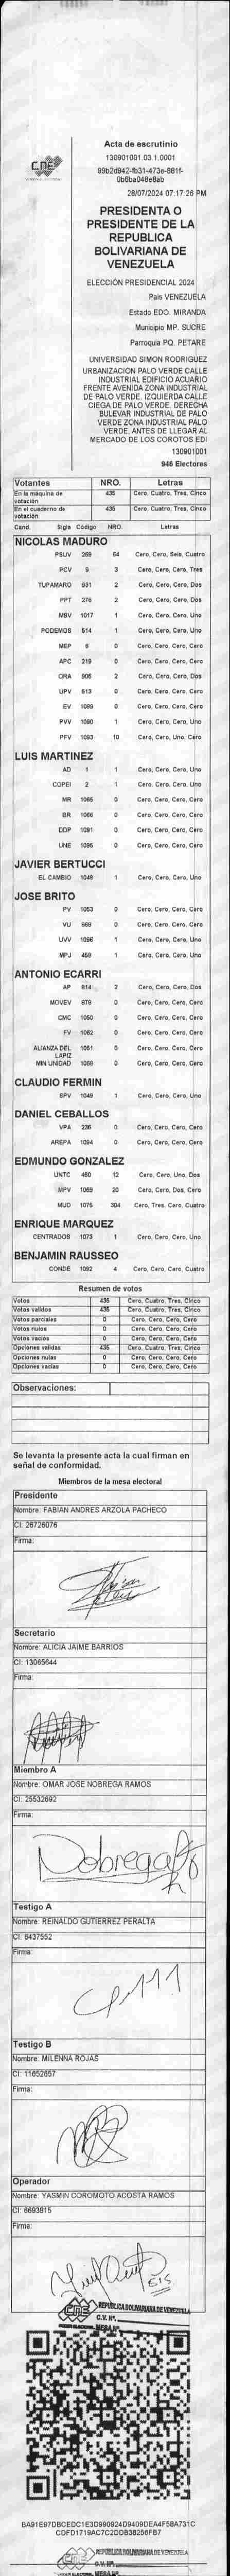 CNE
Acta de escrutinio
130901001.03.1.0001
99b2d942-fb31-473e-881f-
0b6ba048e8ab
28/07/2024 07:17:26 PM
PRESIDENTA O
PRESIDENTE DE LA
REPUBLICA
BOLIVARIANA DE
VENEZUELA
ELECCIÓN PRESIDENCIAL 2024
País VENEZUELA
Estado EDO. MIRANDA
Municipio MP. SUCRE
Parroquia PQ. PETARE
UNIVERSIDAD SIMON RODRIGUEZ
URBANIZACIÓN PALO VERDE CALLE
INDUSTRIAL EDIFICIO ACUARIO
FRENTE AVENIDA ZONA INDUSTRIAL
DE PALO VERDE. IZQUIERDA CALLE
CIEGA DE PALO VERDE. DERECHA
BULEVAR INDUSTRIAL DE PALO
VERDE ZONA INDUSTRIAL PALO
VERDE, ANTES DE LLEGAR AL
MERCADO DE LOS COROTOS EDI
130901001
946 Electores
Votantes NRO. Letras
En la máquina de votación 435 Cero, Cuatro, Tres, Cinco
En el cuaderno de votación 435 Cero, Cuatro, Tres, Cinco
Cand. Sigla Código NRO. Letras
NICOLAS MADURO
PSUV 269 64 Cero, Cero, Seis, Cuatro
PCV 9 3 Cero, Cero, Cero, Tres
TUPAMARO 931 2 Cero, Cero, Cero, Dos
PPT 276 2 Cero, Cero, Cero, Dos
MSV 1017 1 Cero, Cero, Cero, Uno
PODEMOS 514 1 Cero, Cero, Cero, Uno
MEP 6 0 Cero, Cero, Cero, Cero
APC 219 0 Cero, Cero, Cero, Cero
ORA 906 2 Cero, Cero, Cero, Dos
UPV 513 0 Cero, Cero, Cero, Cero
EV 1089 0 Cero, Cero, Cero, Cero
PVV 1090 1 Cero, Cero, Cero, Uno
PFV 1093 10 Cero, Cero, Uno, Cero
LUIS MARTINEZ
AD 1 1 Cero, Cero, Cero, Uno
COPEI 2 1 Cero, Cero, Cero, Uno
MR 1065 0 Cero, Cero, Cero, Cero
BR 1066 0 Cero, Cero, Cero, Cero
DDP 1091 0 Cero, Cero, Cero, Cero
UNE 1095 0 Cero, Cero, Cero, Cero
JAVIER BERTUCCI
EL CAMBIO 1048 1 Cero, Cero, Cero, Uno
JOSE BRITO
PV 1053 0 Cero, Cero, Cero, Cero
VU 868 0 Cero, Cero, Cero, Cero
UVV 1096 1 Cero, Cero, Cero, Uno
MPJ 458 1 Cero, Cero, Cero, Uno
ANTONIO ECARRI
AP 814 2 Cero, Cero, Cero, Dos
MOVEV 878 0 Cero, Cero, Cero, Cero
CMC 1050 0 Cero, Cero, Cero, Cero
FV 1062 0 Cero, Cero, Cero, Cero
ALIANZA DEL LAPIZ 1051 0 Cero, Cero, Cero, Cero
MIN UNIDAD 1058 0 Cero, Cero, Cero, Cero
CLAUDIO FERMIN
SPV 1049 1 Cero, Cero, Cero, Uno
DANIEL CEBALLOS
VPA 236 0 Cero, Cero, Cero, Cero
AREPA 1094 0 Cero, Cero, Cero, Cero
EDMUNDO GONZALEZ
UNTC 460 12 Cero, Cero, Uno, Dos
MPV 1069 20 Cero, Cero, Dos, Cero
MUD 1075 304 Cero, Tres, Cero, Cuatro
ENRIQUE MARQUEZ
CENTRADOS 1073 1 Cero, Cero, Cero, Uno
BENJAMIN RAUSSEO
CONDE 1092 4 Cero, Cero, Cero, Cuatro
Resumen de votos
Votos 435 Cero, Cuatro, Tres, Cinco
Votos validos 435 Cero, Cuatro, Tres, Cinco
Votos parciales 0 Cero, Cero, Cero, Cero
Votos nulos 0 Cero, Cero, Cero, Cero
Votos vacios 0 Cero, Cero, Cero, Cero
Opciones validas 435 Cero, Cuatro, Tres, Cinco
Opciones nulas 0 Cero, Cero, Cero, Cero
Opciones vacias 0 Cero, Cero, Cero, Cero
Observaciones:
Se levanta la presente acta la cual firman en
señal de conformidad.
Miembros de la mesa electoral
Presidente
Nombre: FABIAN ANDRES ARZOLA PACHECO
CI: 26726076
Firma:
Secretario
Nombre: ALICIA JAIME BARRIOS
CI: 13065644
Firma:
Miembro A
Nombre: OMAR JOSE NOBREGA RAMOS
CI: 25532692
Firma:
Testigo A
Nombre: REINALDO GUTIERREZ PERALTA
CI: 6437552
Firma:
Testigo B
Nombre: MILENNA ROJAS
CI: 11652657
Firma:
Operador
Nombre: YASMIN COROMOTO ACOSTA RAMOS
CI: 6693815
Firma:
CNE REPÚBLICA BOLIVARIANA DE VENEZUELA
C.V. Nº.
PODER ELECTORAL MESA Nº
BA91E97DBCEDC1E3D990924D9409DEA4F58A731C
CDFD1719AC7C2DDB38256FB7
CNE REPÚBLICA BOLIVARIANA DE VENEZUELA
C.V. Nº.